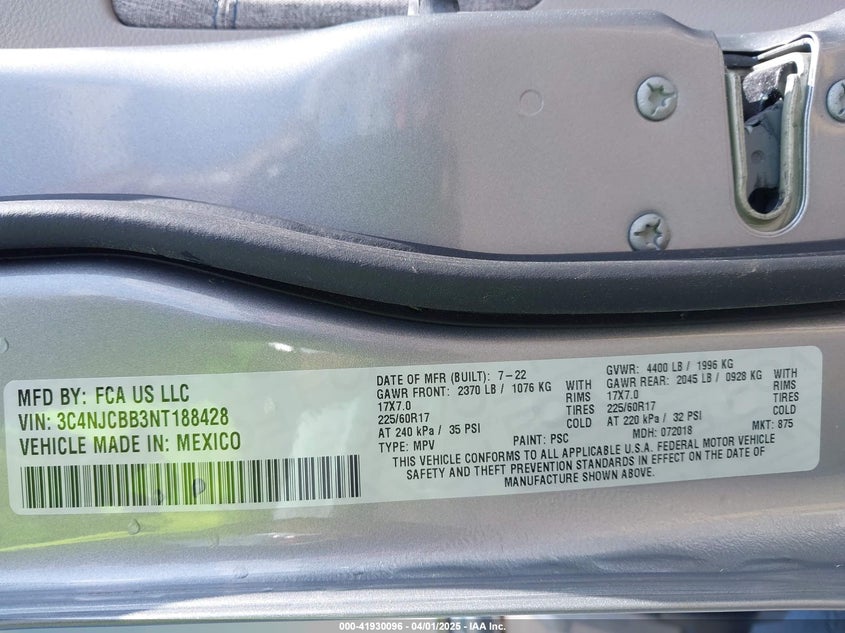 MFD BY: FCA US LLC
VIN: 3C4NJCBB3NT188428
VEHICLE MADE IN: MEXICO
DATE OF MFR (BUILT): 7-22
GAWR FRONT: 2370 LB / 1076 KG WITH
17X7.0 RIMS
225/60R17 TIRES
AT 240 kPa / 35 PSI
TYPE: MPV PAINT: PSC
GVWR: 4400 LB / 1996 KG
GAWR REAR: 2045 LB / 0928 KG WITH
17X7.0 RIMS
225/60R17 TIRES
AT 220 kPa / 32 PSI
MDH: 072018 MKT: 875
THIS VEHICLE CONFORMS TO ALL APPLICABLE U.S.A. FEDERAL MOTOR VEHICLE
SAFETY AND THEFT PREVENTION STANDARDS IN EFFECT ON THE DATE OF
MANUFACTURE SHOWN ABOVE.
000-41930096 - 04/01/2025 - IAA Inc.